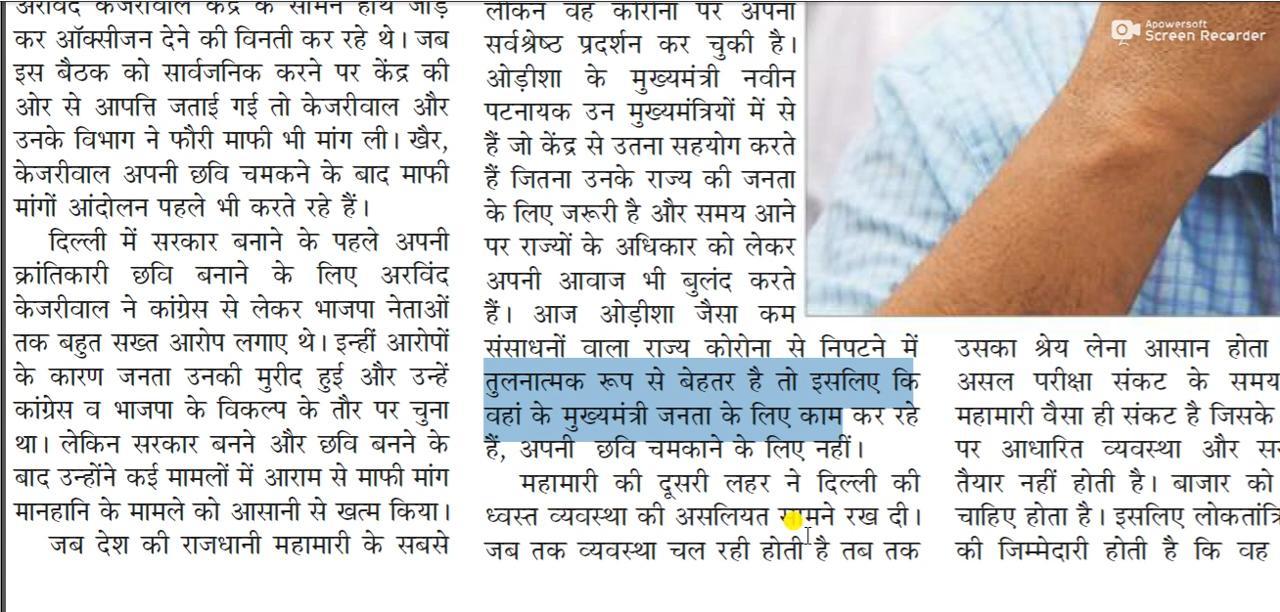 अरविंद केजरीवाल केंद्र के सामने हाथ जोड़
कर ऑक्सीजन देने की विनती कर रहे थे। जब
इस बैठक को सार्वजनिक करने पर केंद्र की
ओर से आपत्ति जताई गई तो केजरीवाल और
उनके विभाग ने फौरी माफी भी मांग ली। खैर,
केजरीवाल अपनी छवि चमकने के बाद माफी
मांगों आंदोलन पहले भी करते रहे हैं।
दिल्ली में सरकार बनाने के पहले अपनी
क्रांतिकारी छवि बनाने के लिए अरविंद
केजरीवाल ने कांग्रेस से लेकर भाजपा नेताओं
तक बहुत सख्त आरोप लगाए थे। इन्हीं आरोपों
के कारण जनता उनकी मुरीद हुई और उन्हें
कांग्रेस व भाजपा के विकल्प के तौर पर चुना
था। लेकिन सरकार बनने और छवि बनने के
बाद उन्होंने कई मामलों में आराम से माफी मांग
मानहानि के मामले को आसानी से खत्म किया।
जब देश की राजधानी महामारी के सबसे
लेकिन वह कोरोना पर अपना
सर्वश्रेष्ठ प्रदर्शन कर चुकी है।
ओड़ीशा के मुख्यमंत्री नवीन
पटनायक उन मुख्यमंत्रियों में से
हैं जो केंद्र से उतना सहयोग करते
हैं जितना उनके राज्य की जनता
के लिए जरूरी है और समय आने
पर राज्यों के अधिकार को लेकर
अपनी आवाज भी बुलंद करते
हैं। आज ओड़ीशा जैसा कम
संसाधनों वाला राज्य कोरोना से निपटने में
तुलनात्मक रूप से बेहतर है तो इसलिए कि
वहां के मुख्यमंत्री जनता के लिए काम कर रहे
हैं, अपनी छवि चमकाने के लिए नहीं।
महामारी की दूसरी लहर ने दिल्ली की
ध्वस्त व्यवस्था की असलियत सामने रख दी।
जब तक व्यवस्था चल रही होती है तब तक
उसका श्रेय लेना आसान होता
असल परीक्षा संकट के समय
महामारी वैसा ही संकट है जिसके
पर आधारित व्यवस्था और
तैयार नहीं होती है। बाजार को
चाहिए होता है। इसलिए
की जिम्मेदारी होती है कि वह
Apowersoft
Screen Recorder